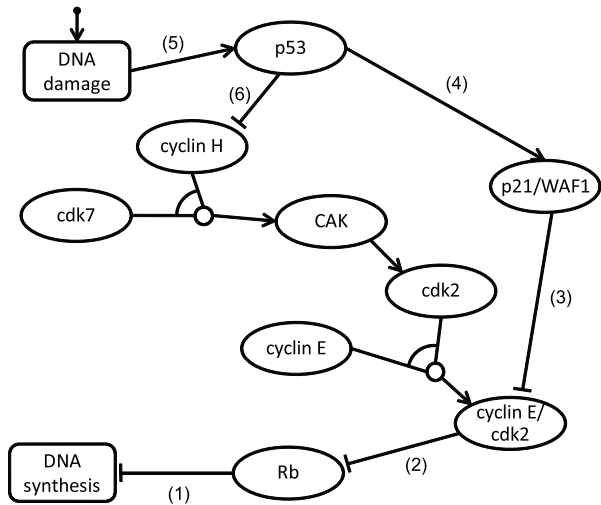 DNA
damage
(5)
p53
(4)
(6)
cyclin H
p21/WAF1
cdk7
CAK
cdk2
(3)
cyclin E
cyclin E/
cdk2
(2)
Rb
(1)
DNA
synthesis